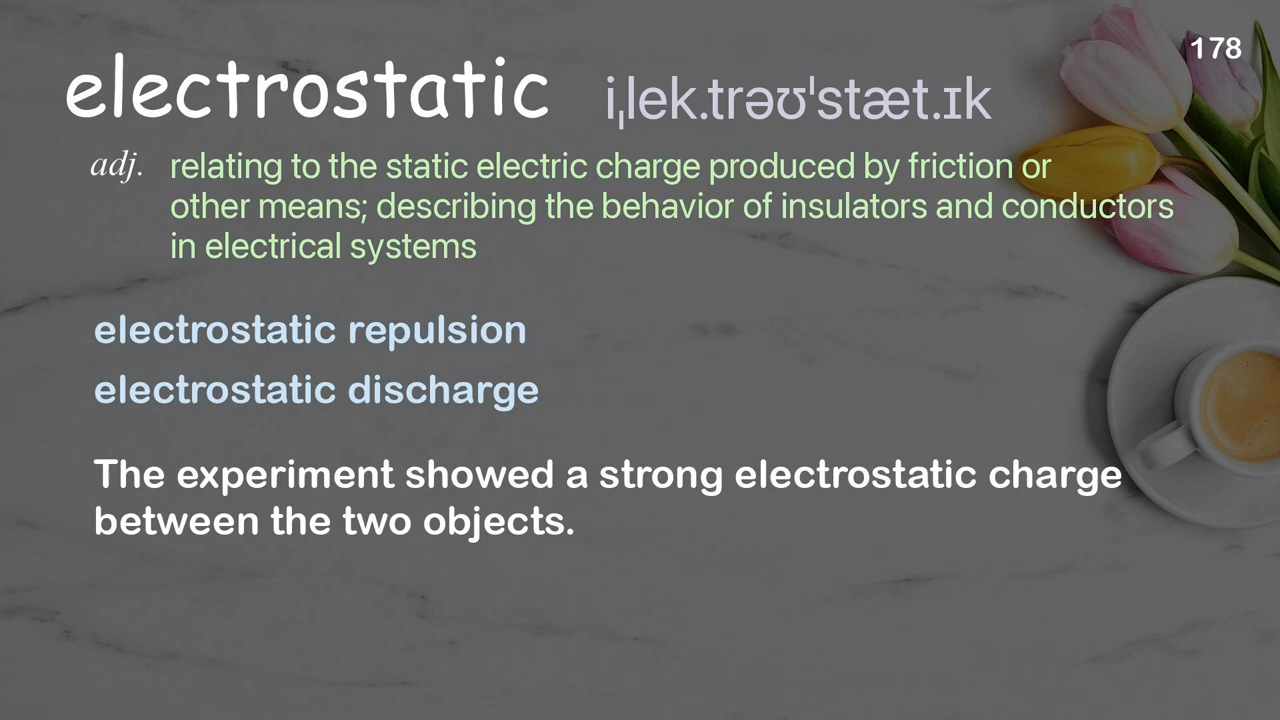 178
electrostatic iˌlek.trəʊˈstæt.ɪk
adj. relating to the static electric charge produced by friction or
other means; describing the behavior of insulators and conductors
in electrical systems
electrostatic repulsion
electrostatic discharge
The experiment showed a strong electrostatic charge
between the two objects.